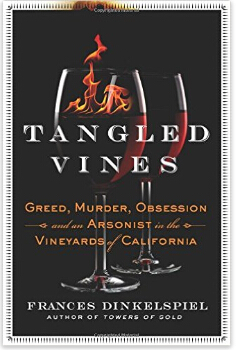 TANGLED
VINES
GREED, MURDER, OBSESSION
and an ARSONIST in the
VINEYARDS of CALIFORNIA
FRANCES DINKELSPIEL
AUTHOR OF TOWERS OF GOLD